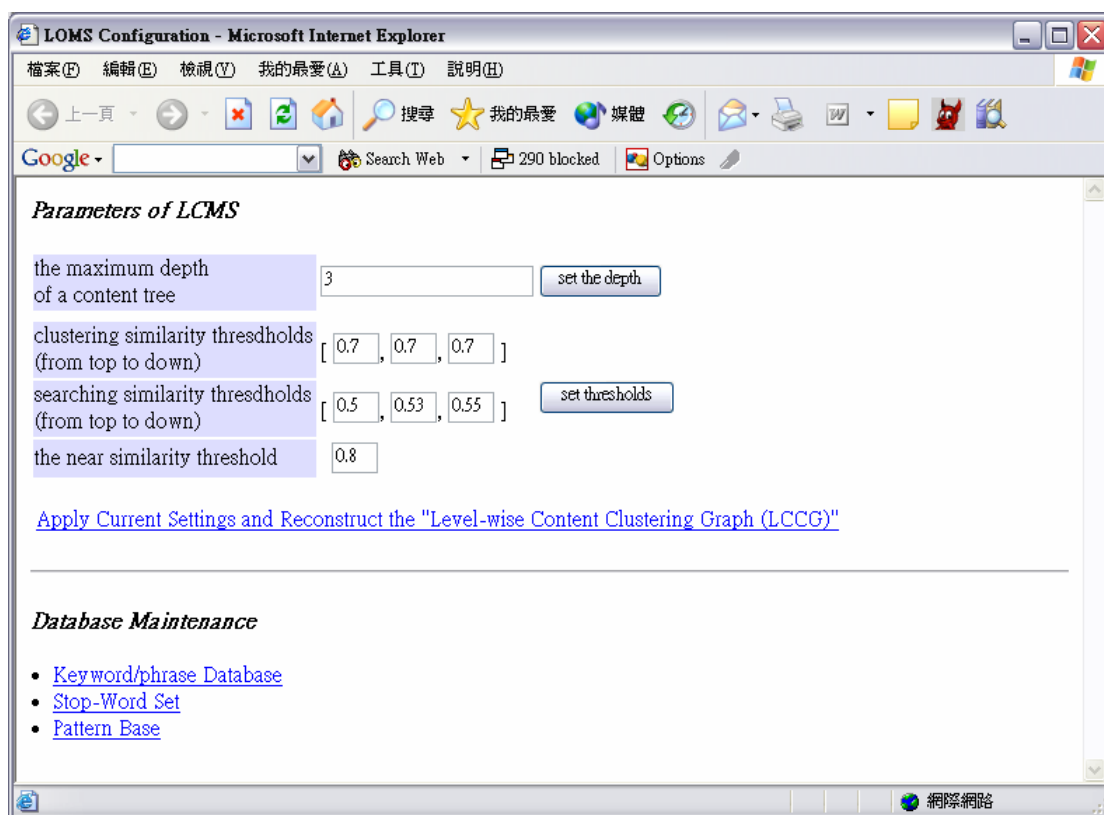 LOMS Configuration - Microsoft Internet Explorer
檔案(F) 編輯(E) 檢視(V) 我的最愛(A) 工具(T) 說明(H)
上一頁 搜尋 我的最愛 媒體 W
Google Search Web 290 blocked Options
Parameters of LCMS
the maximum depth
of a content tree
3 set the depth
clustering similarity thresdholds
(from top to down)
[ 0.7 , 0.7 , 0.7 ]
searching similarity thresdholds
(from top to down)
[ 0.5 , 0.53 , 0.55 ]
set thresholds
the near similarity threshold 0.8
Apply Current Settings and Reconstruct the "Level-wise Content Clustering Graph (LCCG)"
Database Maintenance
• Keyword/phrase Database
• Stop-Word Set
• Pattern Base
網際網路